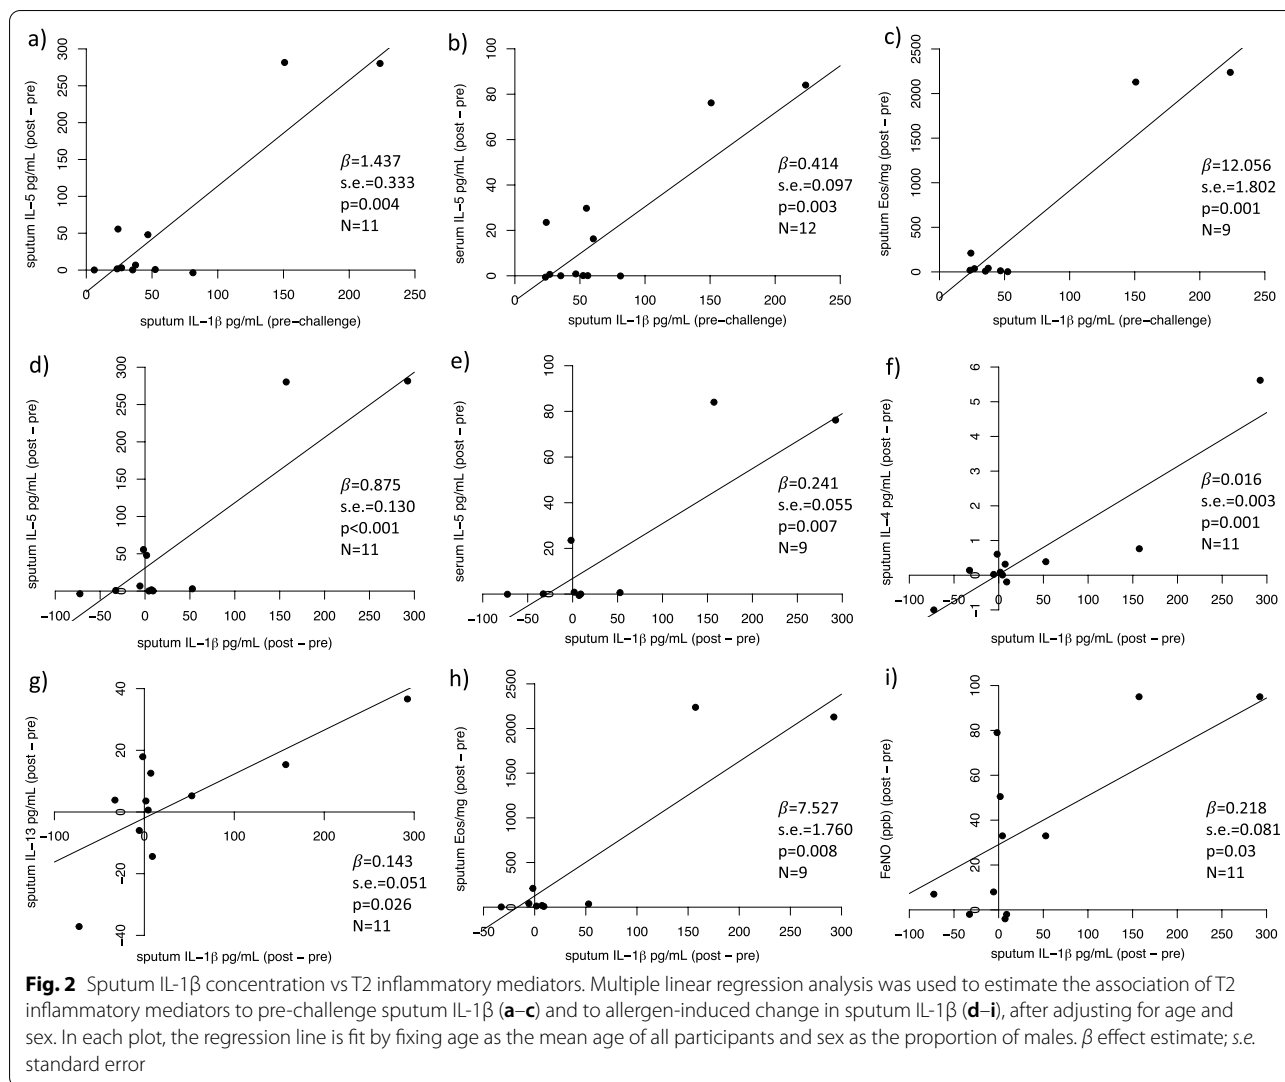 a)
300
250
200
150
100
50
0
sputum IL−5 pg/mL (post − pre)
β=1.437
s.e.=0.333
p=0.004
N=11
0 50 100 150 200 250
sputum IL−1β pg/mL (pre−challenge)
b)
100
80
60
40
20
0
serum IL−5 pg/mL (post − pre)
β=0.414
s.e.=0.097
p=0.003
N=12
0 50 100 150 200 250
sputum IL−1β pg/mL (pre−challenge)
c)
2500
2000
1500
1000
500
0
sputum Eos/mg (post − pre)
β=12.056
s.e.=1.802
p=0.001
N=9
0 50 100 150 200 250
sputum IL−1β pg/mL (pre−challenge)
d)
300
250
200
150
100
50
0
sputum IL−5 pg/mL (post − pre)
β=0.875
s.e.=0.130
p<0.001
N=11
−100 −50 0 50 100 150 200 250 300
sputum IL−1β pg/mL (post − pre)
e)
100
80
60
40
20
0
serum IL−5 pg/mL (post − pre)
β=0.241
s.e.=0.055
p=0.007
N=9
−100 −50 0 50 100 150 200 250 300
sputum IL−1β pg/mL (post − pre)
f)
6
5
4
3
2
1
0
−1
sputum IL−4 pg/mL (post − pre)
β=0.016
s.e.=0.003
p=0.001
N=11
−100 −50 0 50 100 150 200 250 300
sputum IL−1β pg/mL (post − pre)
g)
40
20
0
−20
−40
sputum IL−13 pg/mL (post − pre)
β=0.143
s.e.=0.051
p=0.026
N=11
−100 0 100 200 300
sputum IL−1β pg/mL (post − pre)
h)
2500
2000
1500
1000
500
0
sputum Eos/mg (post − pre)
β=7.527
s.e.=1.760
p=0.008
N=9
−50 0 50 100 150 200 250 300
sputum IL−1β pg/mL (post − pre)
i)
100
80
60
40
20
0
FeNO (ppb) (post − pre)
β=0.218
s.e.=0.081
p=0.03
N=11
−100 −50 0 50 100 150 200 250 300
sputum IL−1β pg/mL (post − pre)
Fig. 2 Sputum IL-1β concentration vs T2 inflammatory mediators. Multiple linear regression analysis was used to estimate the association of T2
inflammatory mediators to pre-challenge sputum IL-1β (a–c) and to allergen-induced change in sputum IL-1β (d–i), after adjusting for age and
sex. In each plot, the regression line is fit by fixing age as the mean age of all participants and sex as the proportion of males. β effect estimate; s.e.
standard error